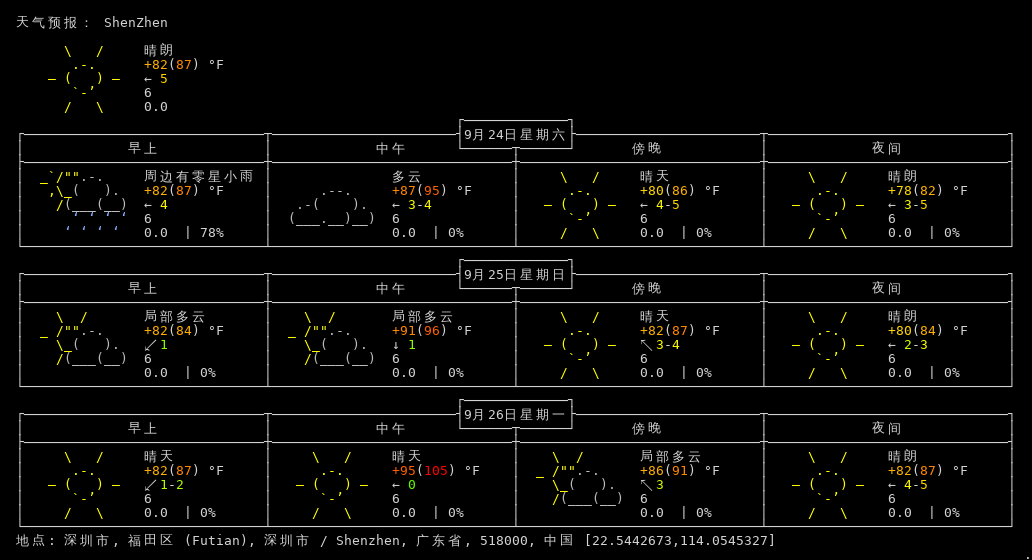 天气预报： ShenZhen
晴朗
+82(87) °F
← 5
6
0.0
9月24日星期六
早上 中午 傍晚 夜间
周边有零星小雨 多云 晴天 晴朗
+82(87) °F +87(95) °F +80(86) °F +78(82) °F
← 4 ← 3-4 ← 4-5 ← 3-5
6 6 6 6
0.0 | 78% 0.0 | 0% 0.0 | 0% 0.0 | 0%
9月25日星期日
早上 中午 傍晚 夜间
局部多云 局部多云 晴天 晴朗
+82(84) °F +91(96) °F +82(87) °F +80(84) °F
↙ 1 ↓ 1 ↖ 3-4 ← 2-3
6 6 6 6
0.0 | 0% 0.0 | 0% 0.0 | 0% 0.0 | 0%
9月26日星期一
早上 中午 傍晚 夜间
晴天 晴天 局部多云 晴朗
+82(87) °F +95(105) °F +86(91) °F +82(87) °F
↙ 1-2 ← 0 ↖ 3 ← 4-5
6 6 6 6
0.0 | 0% 0.0 | 0% 0.0 | 0% 0.0 | 0%
地点: 深圳市, 福田区 (Futian), 深圳市 / Shenzhen, 广东省, 518000, 中国 [22.5442673,114.0545327]